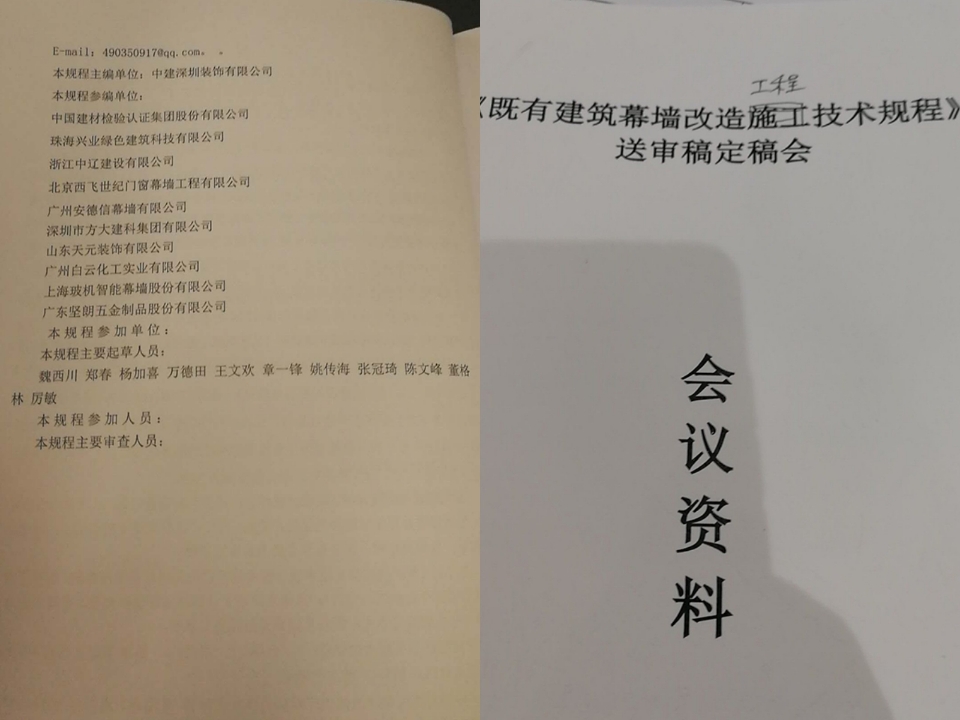 E-mail：490350917@qq.com。 。
本规程主编单位：中建深圳装饰有限公司
本规程参编单位：
中国建材检验认证集团股份有限公司
珠海兴业绿色建筑科技有限公司
浙江中辽建设有限公司
北京西飞世纪门窗幕墙工程有限公司
广州安德信幕墙有限公司
深圳市方大建科集团有限公司
山东天元装饰有限公司
广州白云化工实业有限公司
上海玻机智能幕墙股份有限公司
广东坚朗五金制品股份有限公司
本规程参加单位：
本规程主要起草人员：
魏西川 郑春 杨加喜 万德田 王文欢 章一锋 姚传海 张冠琦 陈文峰 董格
林 厉敏
本规程参加人员：
本规程主要审查人员：
工程
《既有建筑幕墙改造施工技术规程》
送审稿定稿会
会
议
资
料